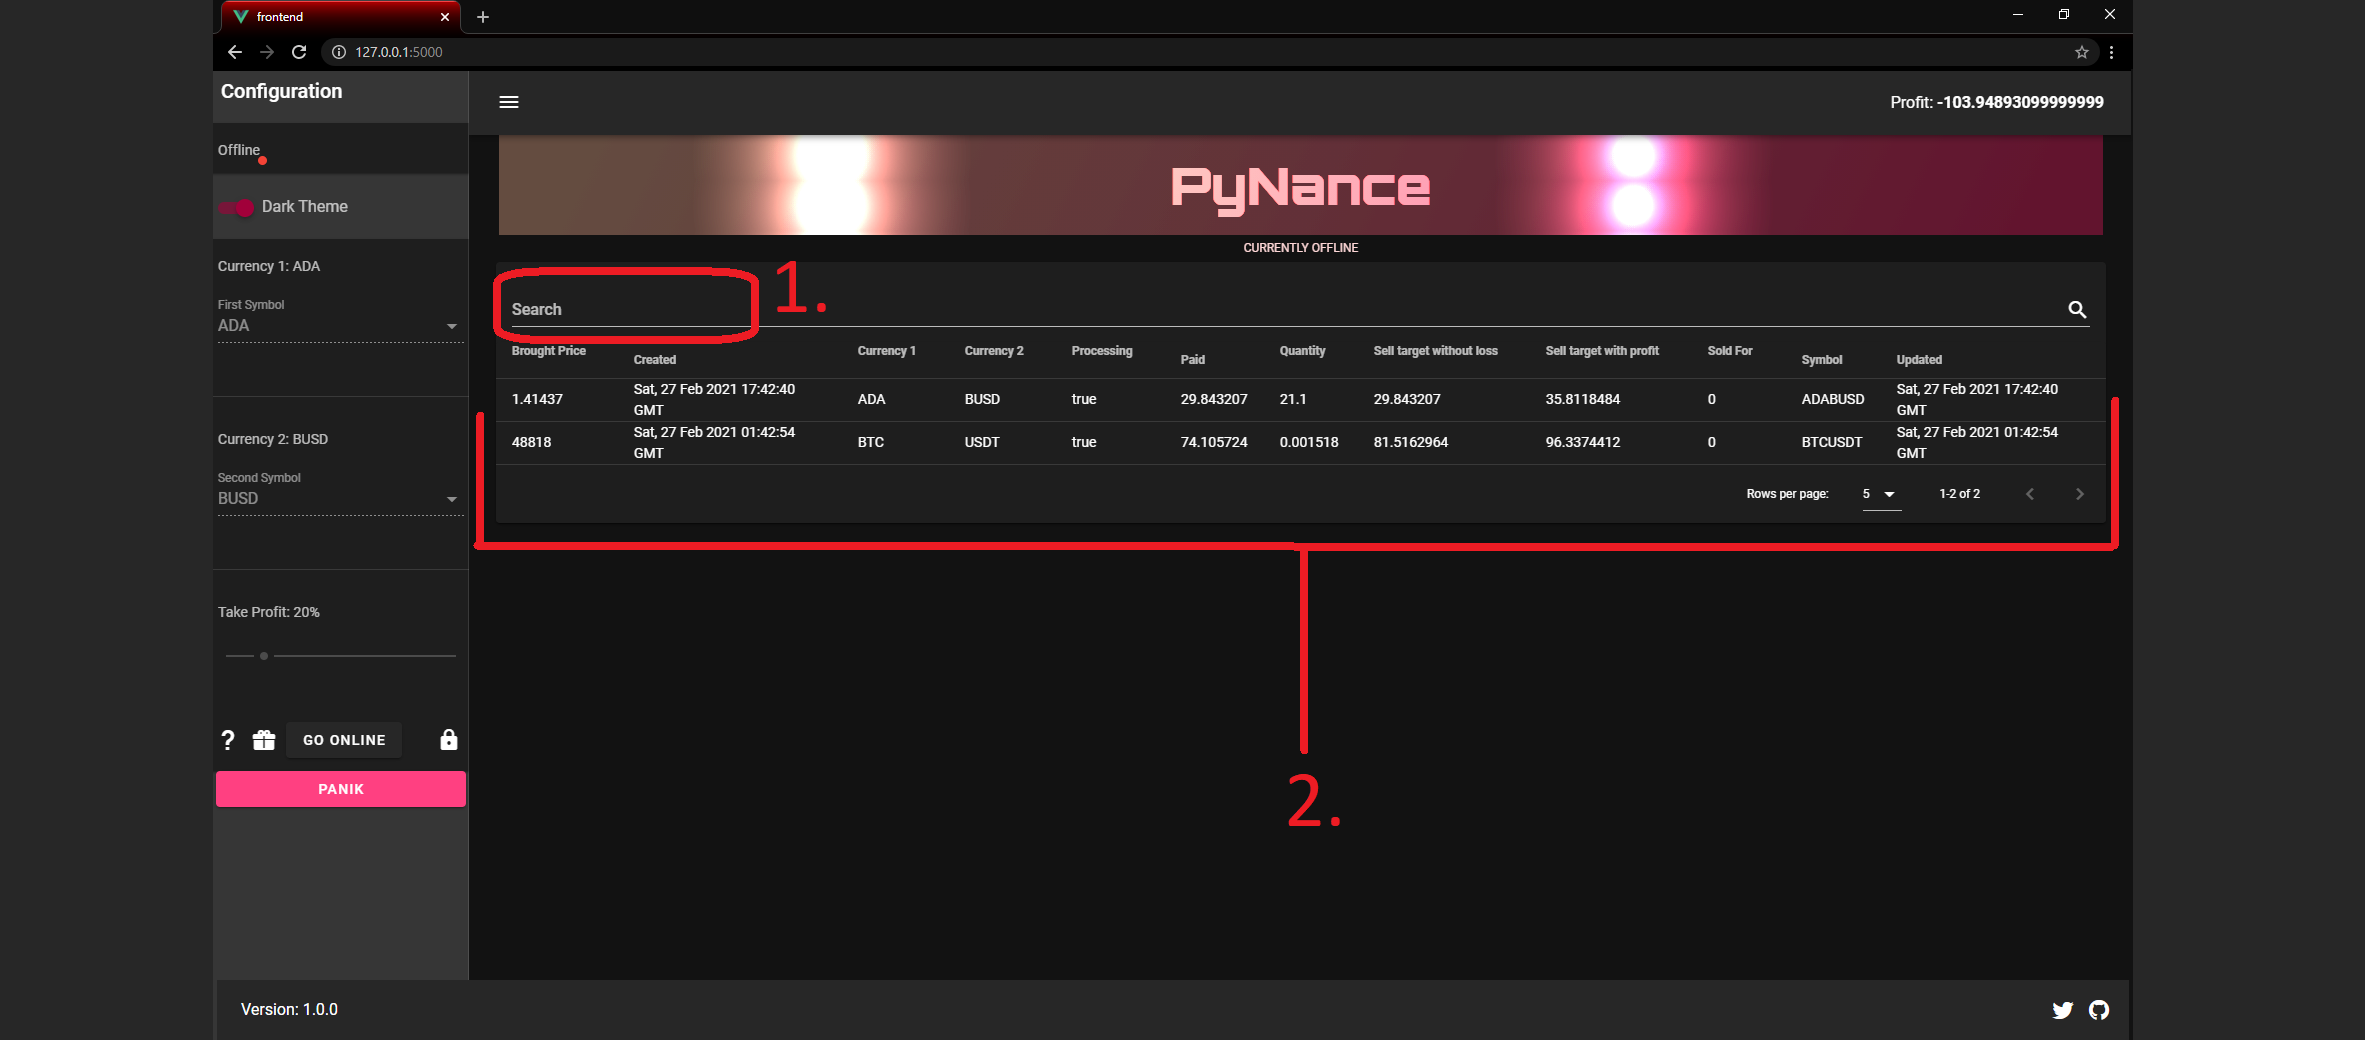 frontend
127.0.0.1:5000
Configuration
Profit: -103.94893099999999
Offline
Dark Theme
PyNance
CURRENTLY OFFLINE
Currency 1: ADA
First Symbol
ADA
Currency 2: BUSD
Second Symbol
BUSD
Take Profit: 20%
?
GO ONLINE
PANIK
Search
1.
Brought Price Created Currency 1 Currency 2 Processing Paid Quantity Sell target without loss Sell target with profit Sold For Symbol Updated
1.41437 Sat, 27 Feb 2021 17:42:40 GMT ADA BUSD true 29.843207 21.1 29.843207 35.8118484 0 ADABUSD Sat, 27 Feb 2021 17:42:40 GMT
48818 Sat, 27 Feb 2021 01:42:54 GMT BTC USDT true 74.105724 0.001518 81.5162964 96.3374412 0 BTCUSDT Sat, 27 Feb 2021 01:42:54 GMT
Rows per page: 5 1-2 of 2
2.
Version: 1.0.0